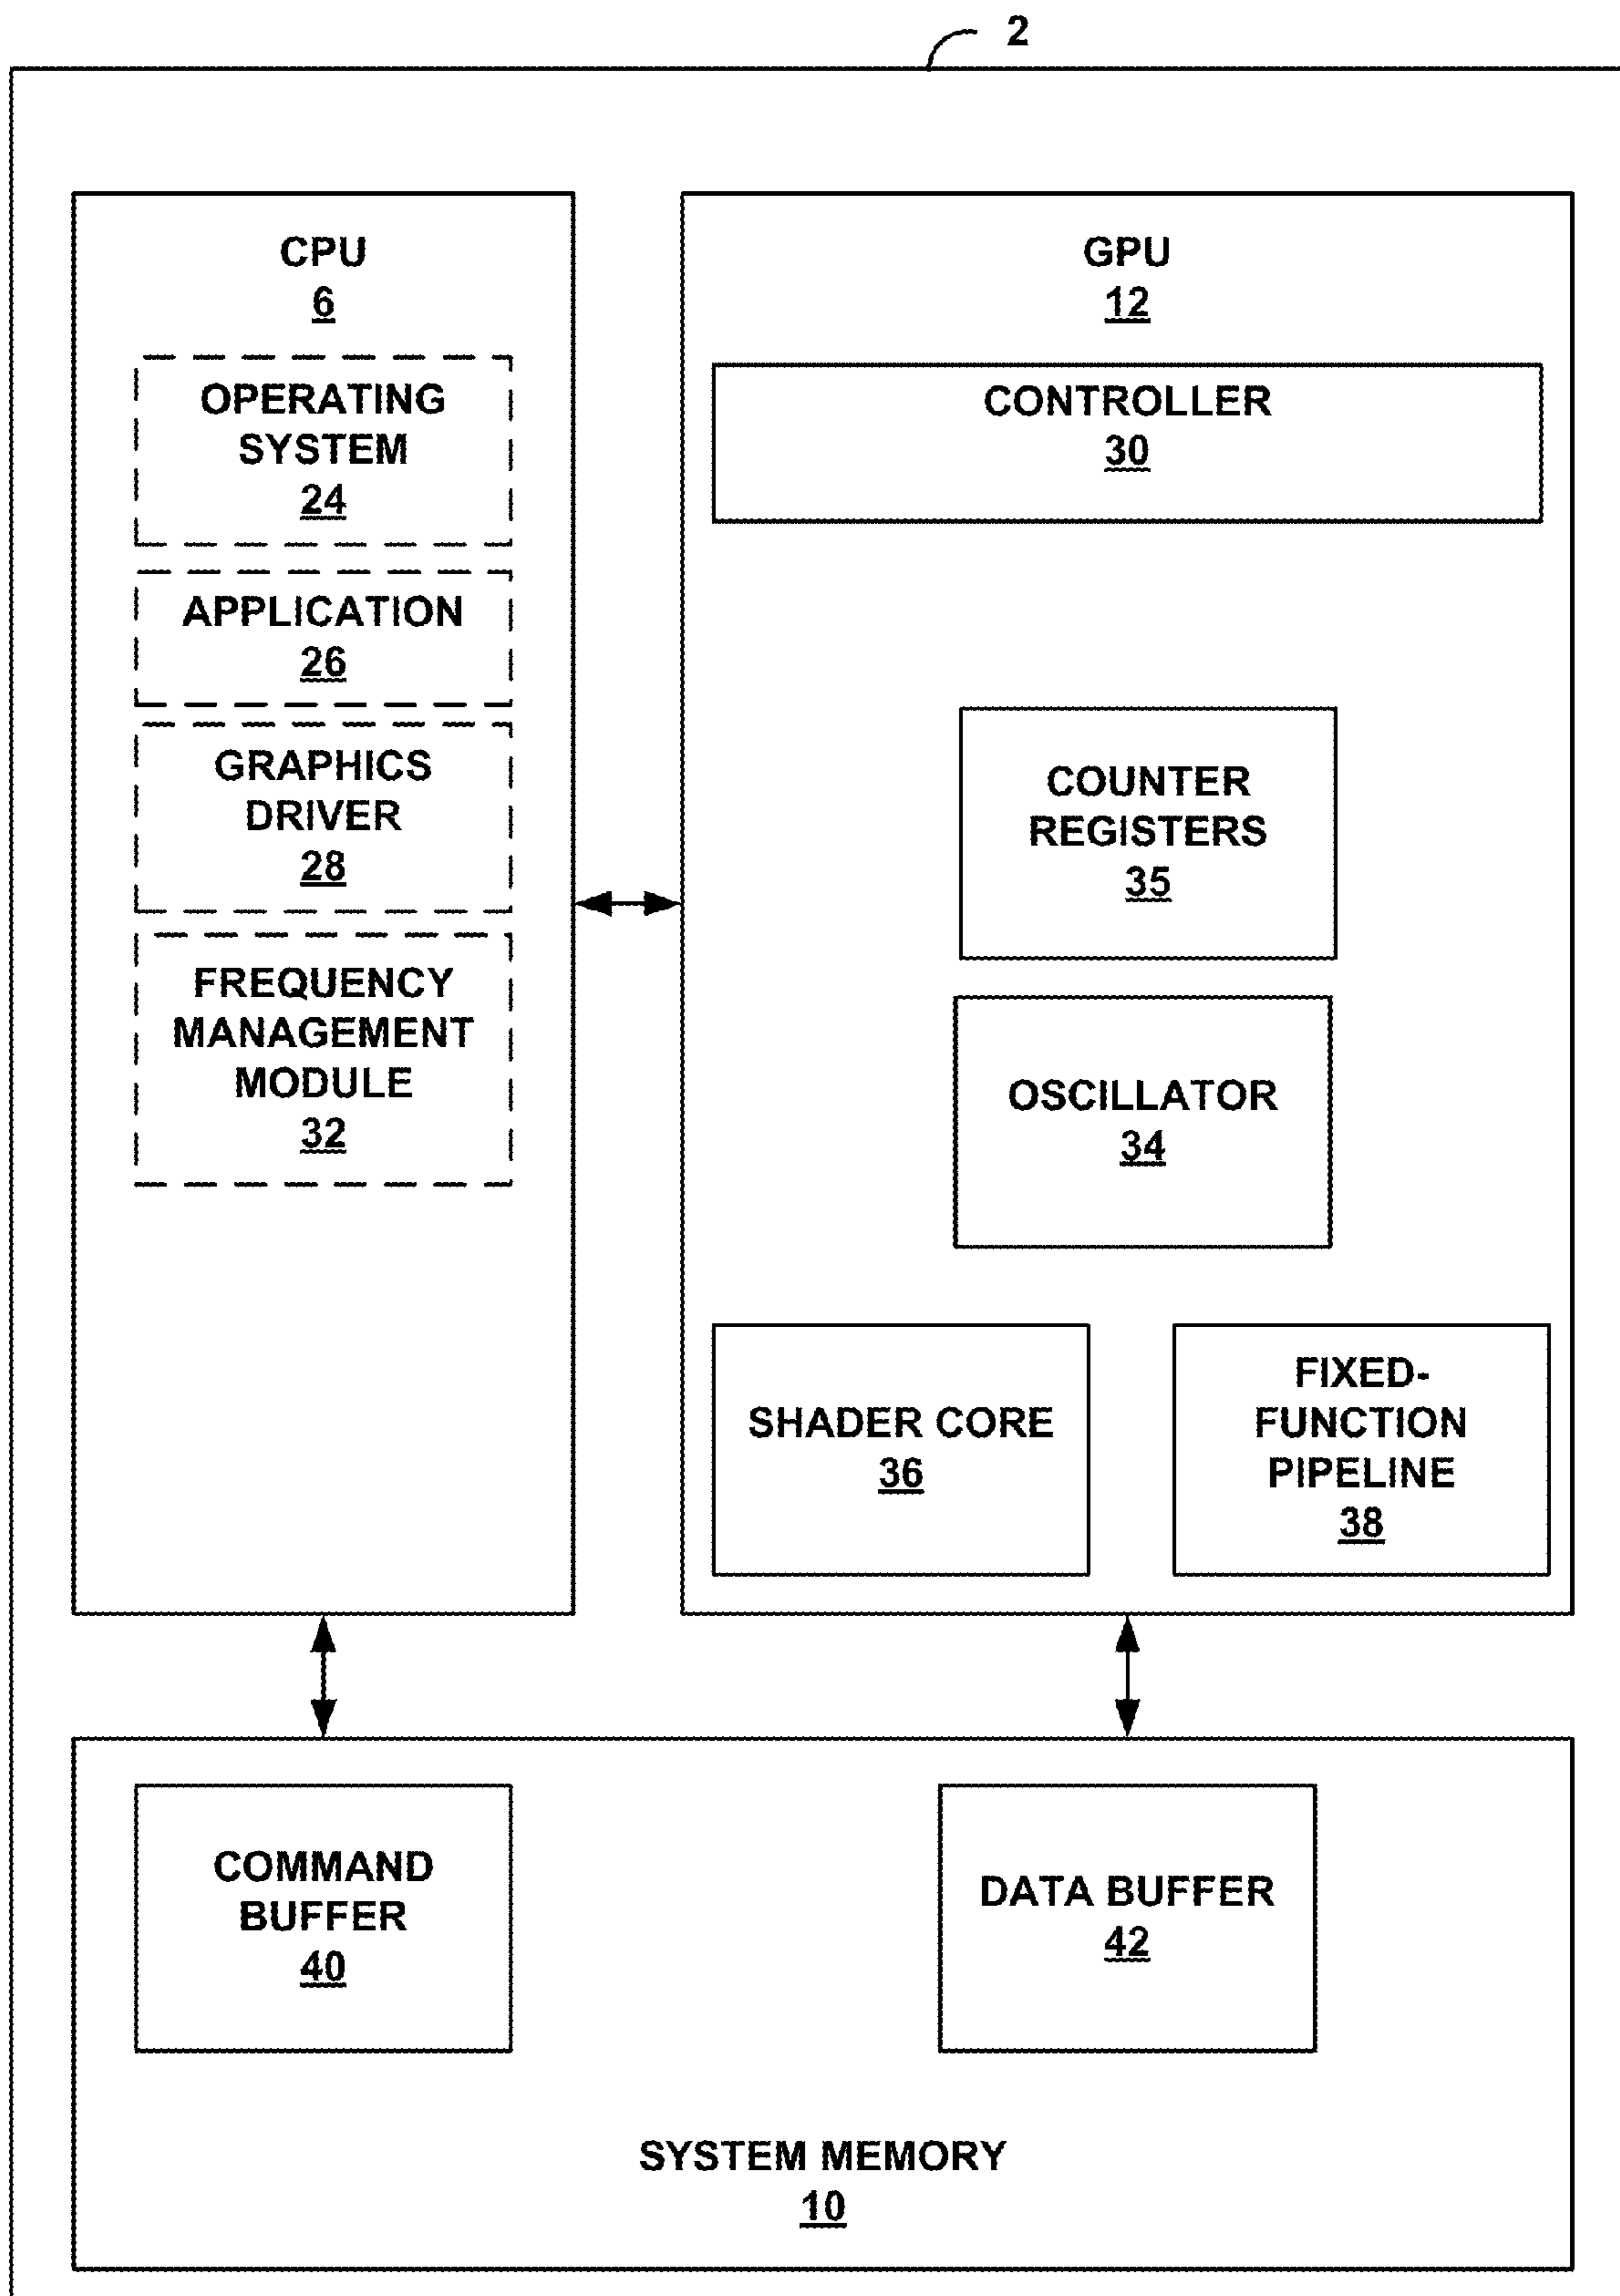 2
CPU
6
OPERATING
SYSTEM
24
APPLICATION
26
GRAPHICS
DRIVER
28
FREQUENCY
MANAGEMENT
MODULE
32
GPU
12
CONTROLLER
30
COUNTER
REGISTERS
35
OSCILLATOR
34
SHADER CORE
36
FIXED-
FUNCTION
PIPELINE
38
COMMAND
BUFFER
40
DATA BUFFER
42
SYSTEM MEMORY
10